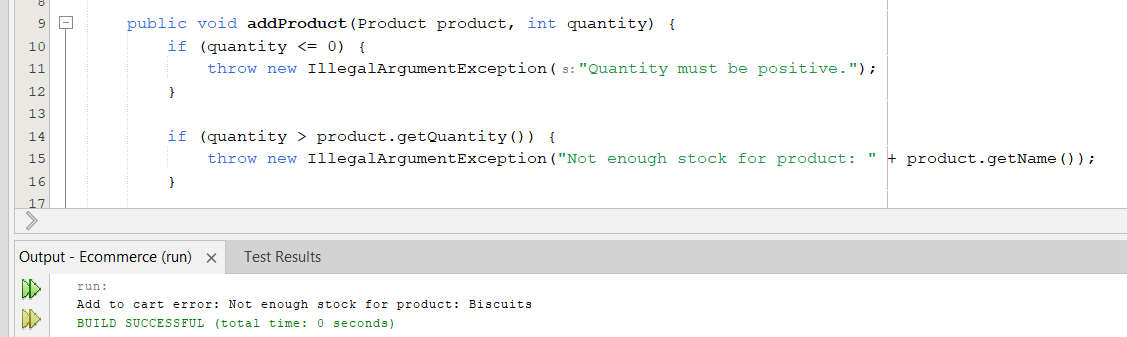 8
9 public void addProduct(Product product, int quantity) {
10 if (quantity <= 0) {
11 throw new IllegalArgumentException( s: "Quantity must be positive.");
12 }
13
14 if (quantity > product.getQuantity()) {
15 throw new IllegalArgumentException("Not enough stock for product: " + product.getName());
16 }
17
Output - Ecommerce (run) × Test Results
run:
Add to cart error: Not enough stock for product: Biscuits
BUILD SUCCESSFUL (total time: 0 seconds)